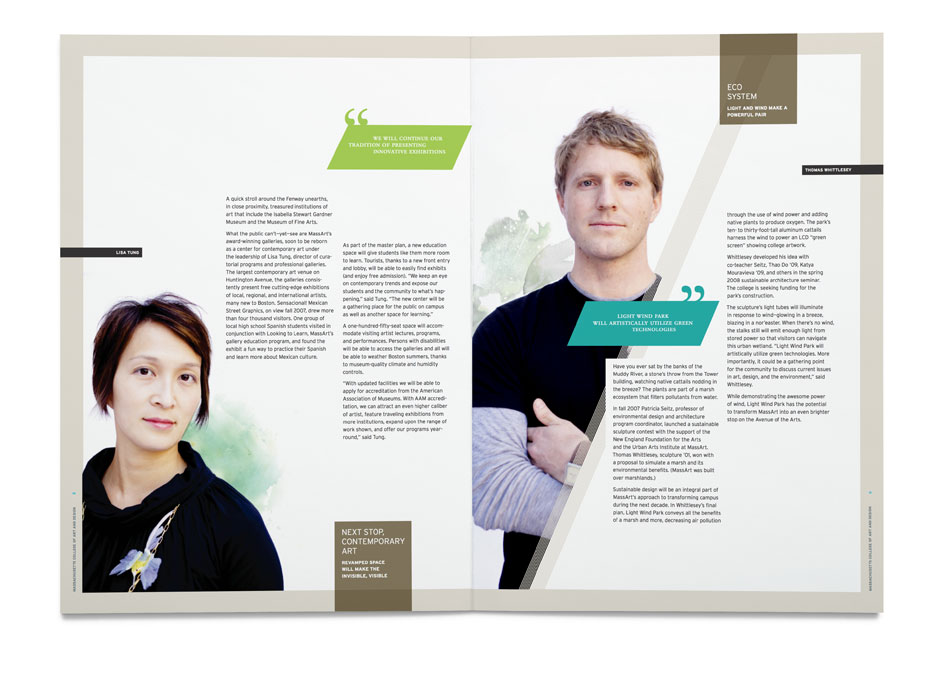 “
WE WILL CONTINUE OUR
TRADITION OF PRESENTING
INNOVATIVE EXHIBITIONS
LISA TUNG
A quick stroll around the Fenway unearths,
in close proximity, treasured institutions of
art that include the Isabella Stewart Gardner
Museum and the Museum of Fine Arts.
What the public can't—yet—see are MassArt's
award-winning galleries, soon to be reborn
as a center for contemporary art under
the leadership of Lisa Tung, director of cura-
torial programs and professional galleries.
The largest contemporary art venue on
Huntington Avenue, the galleries consis-
tently present free cutting-edge exhibitions
of local, regional, and international artists,
many new to Boston. Sensacional! Mexican
Street Graphics, on view fall 2007, drew more
than four thousand visitors. One group of
local high school Spanish students visited in
conjunction with Looking to Learn, MassArt's
gallery education program, and found the
exhibit a fun way to practice their Spanish
and learn more about Mexican culture.
As part of the master plan, a new education
space will give students like them more room
to learn. Tourists, thanks to a new front entry
and lobby, will be able to easily find exhibits
(and enjoy free admission). "We keep an eye
on contemporary trends and expose our
students and the community to what's hap-
pening," said Tung. "The new center will be
a gathering place for the public on campus
as well as another space for learning."
A one-hundred-fifty-seat space will accom-
modate visiting artist lectures, programs,
and performances. Persons with disabilities
will be able to access the galleries and all will
be able to weather Boston summers, thanks
to museum-quality climate and humidity
controls.
"With updated facilities we will be able to
apply for accreditation from the American
Association of Museums. With AAM accredi-
tation, we can attract an even higher caliber
of artist, feature traveling exhibitions from
more institutions, expand upon the range of
work shown, and offer our programs year-
round," said Tung.
NEXT STOP,
CONTEMPORARY
ART
REVAMPED SPACE
WILL MAKE THE
INVISIBLE, VISIBLE
MASSACHUSETTS COLLEGE OF ART AND DESIGN
ECO
SYSTEM
LIGHT AND WIND MAKE A
POWERFUL PAIR
THOMAS WHITTLESEY
”
LIGHT WIND PARK
WILL ARTISTICALLY UTILIZE GREEN
TECHNOLOGIES
Have you ever sat by the banks of the
Muddy River, a stone's throw from the Tower
building, watching native cattails nodding in
the breeze? The plants are part of a marsh
ecosystem that filters pollutants from water.
In fall 2007 Patricia Seitz, professor of
environmental design and architecture
program coordinator, launched a sustainable
sculpture contest with the support of the
New England Foundation for the Arts
and the Urban Arts Institute at MassArt.
Thomas Whittlesey, sculpture '01, won with
a proposal to simulate a marsh and its
environmental benefits. (MassArt was built
over marshlands.)
Sustainable design will be an integral part of
MassArt's approach to transforming campus
during the next decade. In Whittlesey's final
plan, Light Wind Park conveys all the benefits
of a marsh and more, decreasing air pollution
through the use of wind power and adding
native plants to produce oxygen. The park's
ten- to thirty-foot-tall aluminum cattails
harness the wind to power an LCD "green
screen" showing college artwork.
Whittlesey developed his idea with
co-teacher Seitz, Thao Do '09, Katya
Mouravieva '09, and others in the spring
2008 sustainable architecture seminar.
The college is seeking funding for the
park's construction.
The sculpture's light tubes will illuminate
in response to wind—glowing in a breeze,
blazing in a nor'easter. When there's no wind,
the stalks still will emit enough light from
stored power so that visitors can navigate
this urban wetland. "Light Wind Park will
artistically utilize green technologies. More
importantly, it could be a gathering point
for the community to discuss current issues
in art, design, and the environment," said
Whittlesey.
While demonstrating the awesome power
of wind, Light Wind Park has the potential
to transform MassArt into an even brighter
stop on the Avenue of the Arts.
MASSACHUSETTS COLLEGE OF ART AND DESIGN